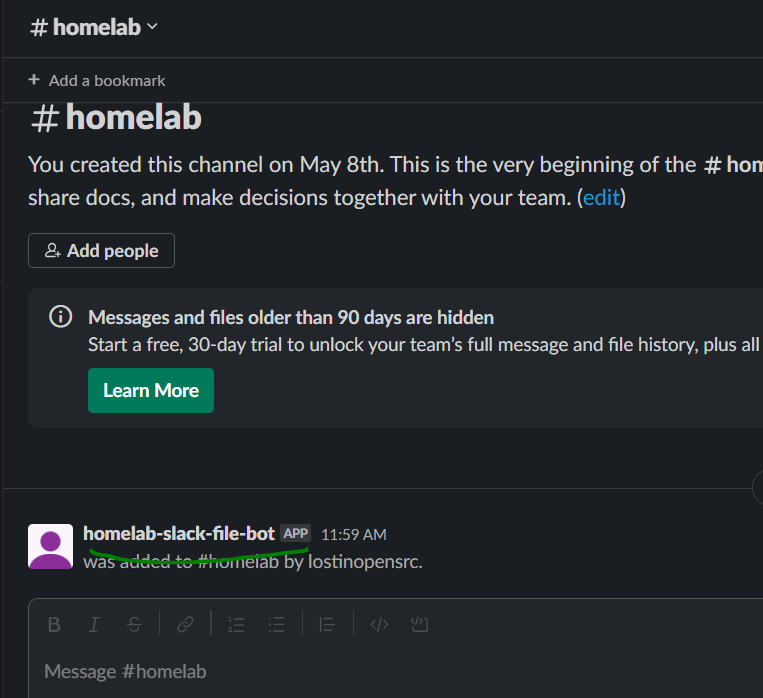 # homelab
+ Add a bookmark
# homelab
You created this channel on May 8th. This is the very beginning of the # hom
share docs, and make decisions together with your team. (edit)
Add people
Messages and files older than 90 days are hidden
Start a free, 30-day trial to unlock your team's full message and file history, plus all
Learn More
homelab-slack-file-bot APP 11:59 AM
was added to #homelab by lostinopensrc.
B I S
Message #homelab